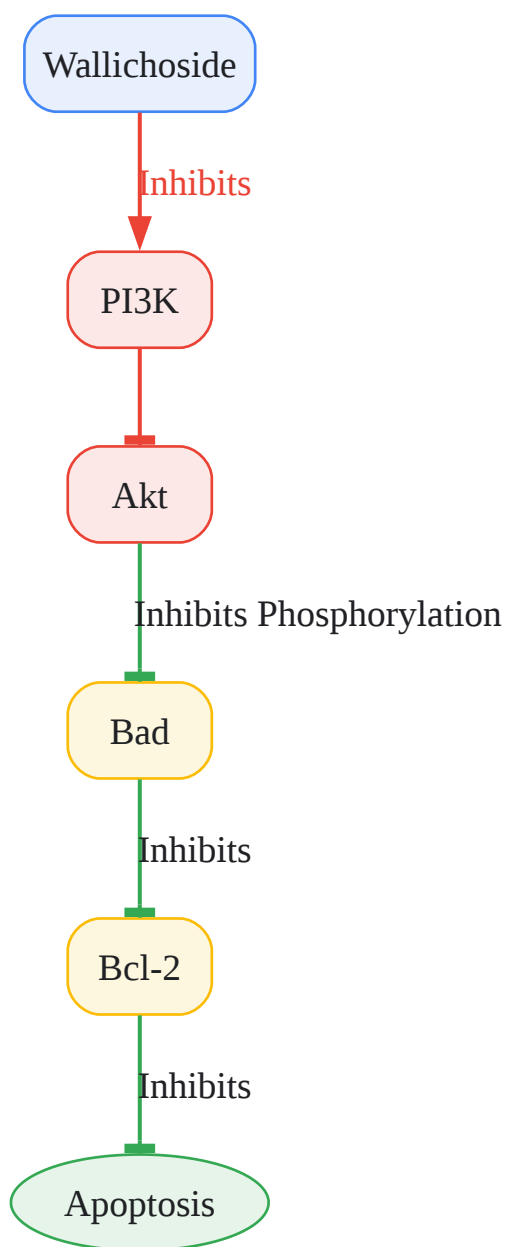 Wallichoside
Inhibits
PI3K
Akt
Inhibits Phosphorylation
Bad
Inhibits
Bcl-2
Inhibits
Apoptosis